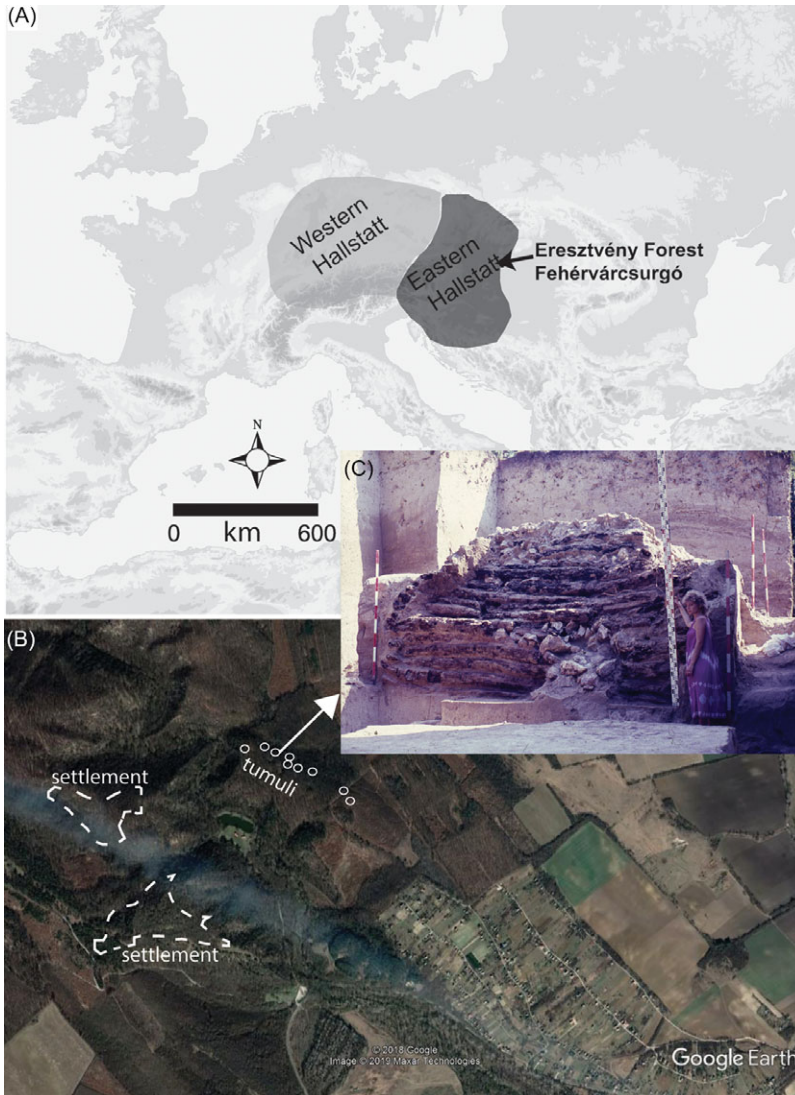 (A)
Western
Hallstatt
Eastern
Hallstatt
Eresztvény Forest
Fehérvárcsurgó
N
0 km 600
(C)
(B)
settlement
tumuli
settlement
© 2018 Google
Image © 2019 Maxar Technologies
Google Earth